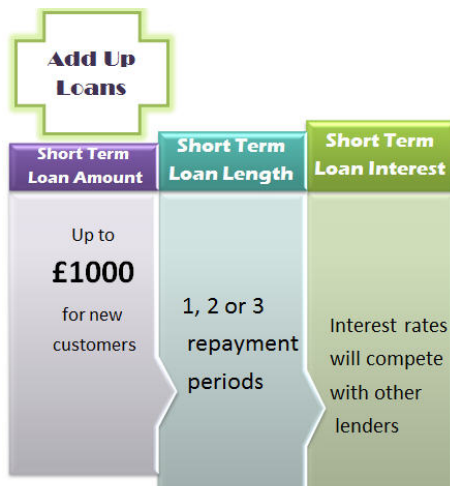 Add Up
Loans
Short Term
Loan Amount
Up to
£1000
for new
customers
Short Term
Loan Length
1, 2 or 3
repayment
periods
Short Term
Loan Interest
Interest rates
will compete
with other
lenders